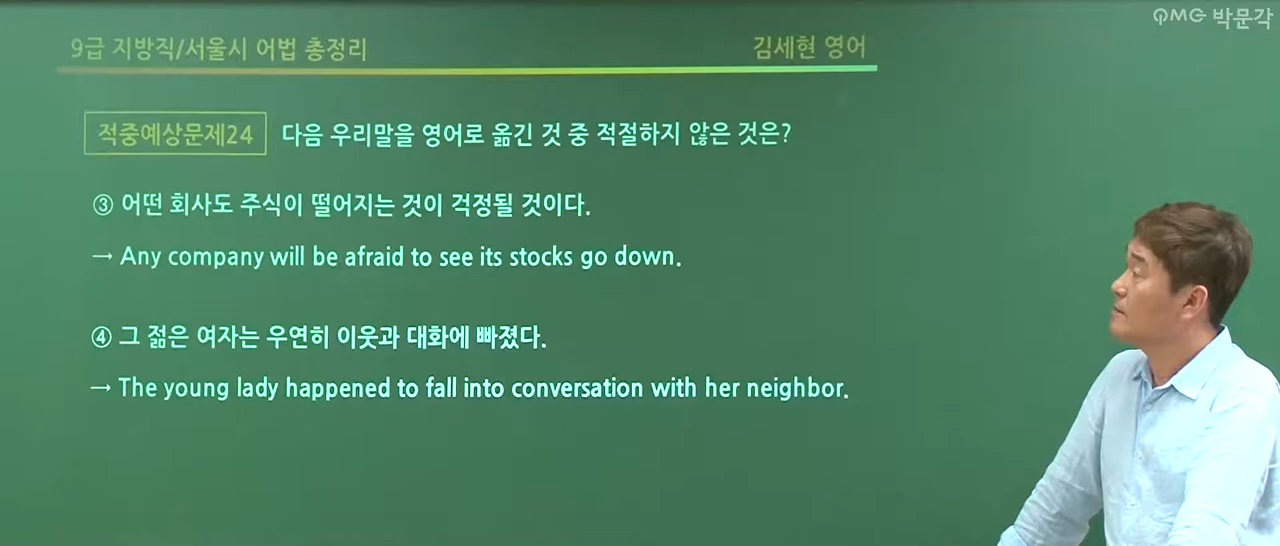 QMG 박문각
9급 지방직/서울시 어법 총정리
김세현 영어
적중예상문제24 다음 우리말을 영어로 옮긴 것 중 적절하지 않은 것은?
③ 어떤 회사도 주식이 떨어지는 것이 걱정될 것이다.
→ Any company will be afraid to see its stocks go down.
④ 그 젊은 여자는 우연히 이웃과 대화에 빠졌다.
→ The young lady happened to fall into conversation with her neighbor.